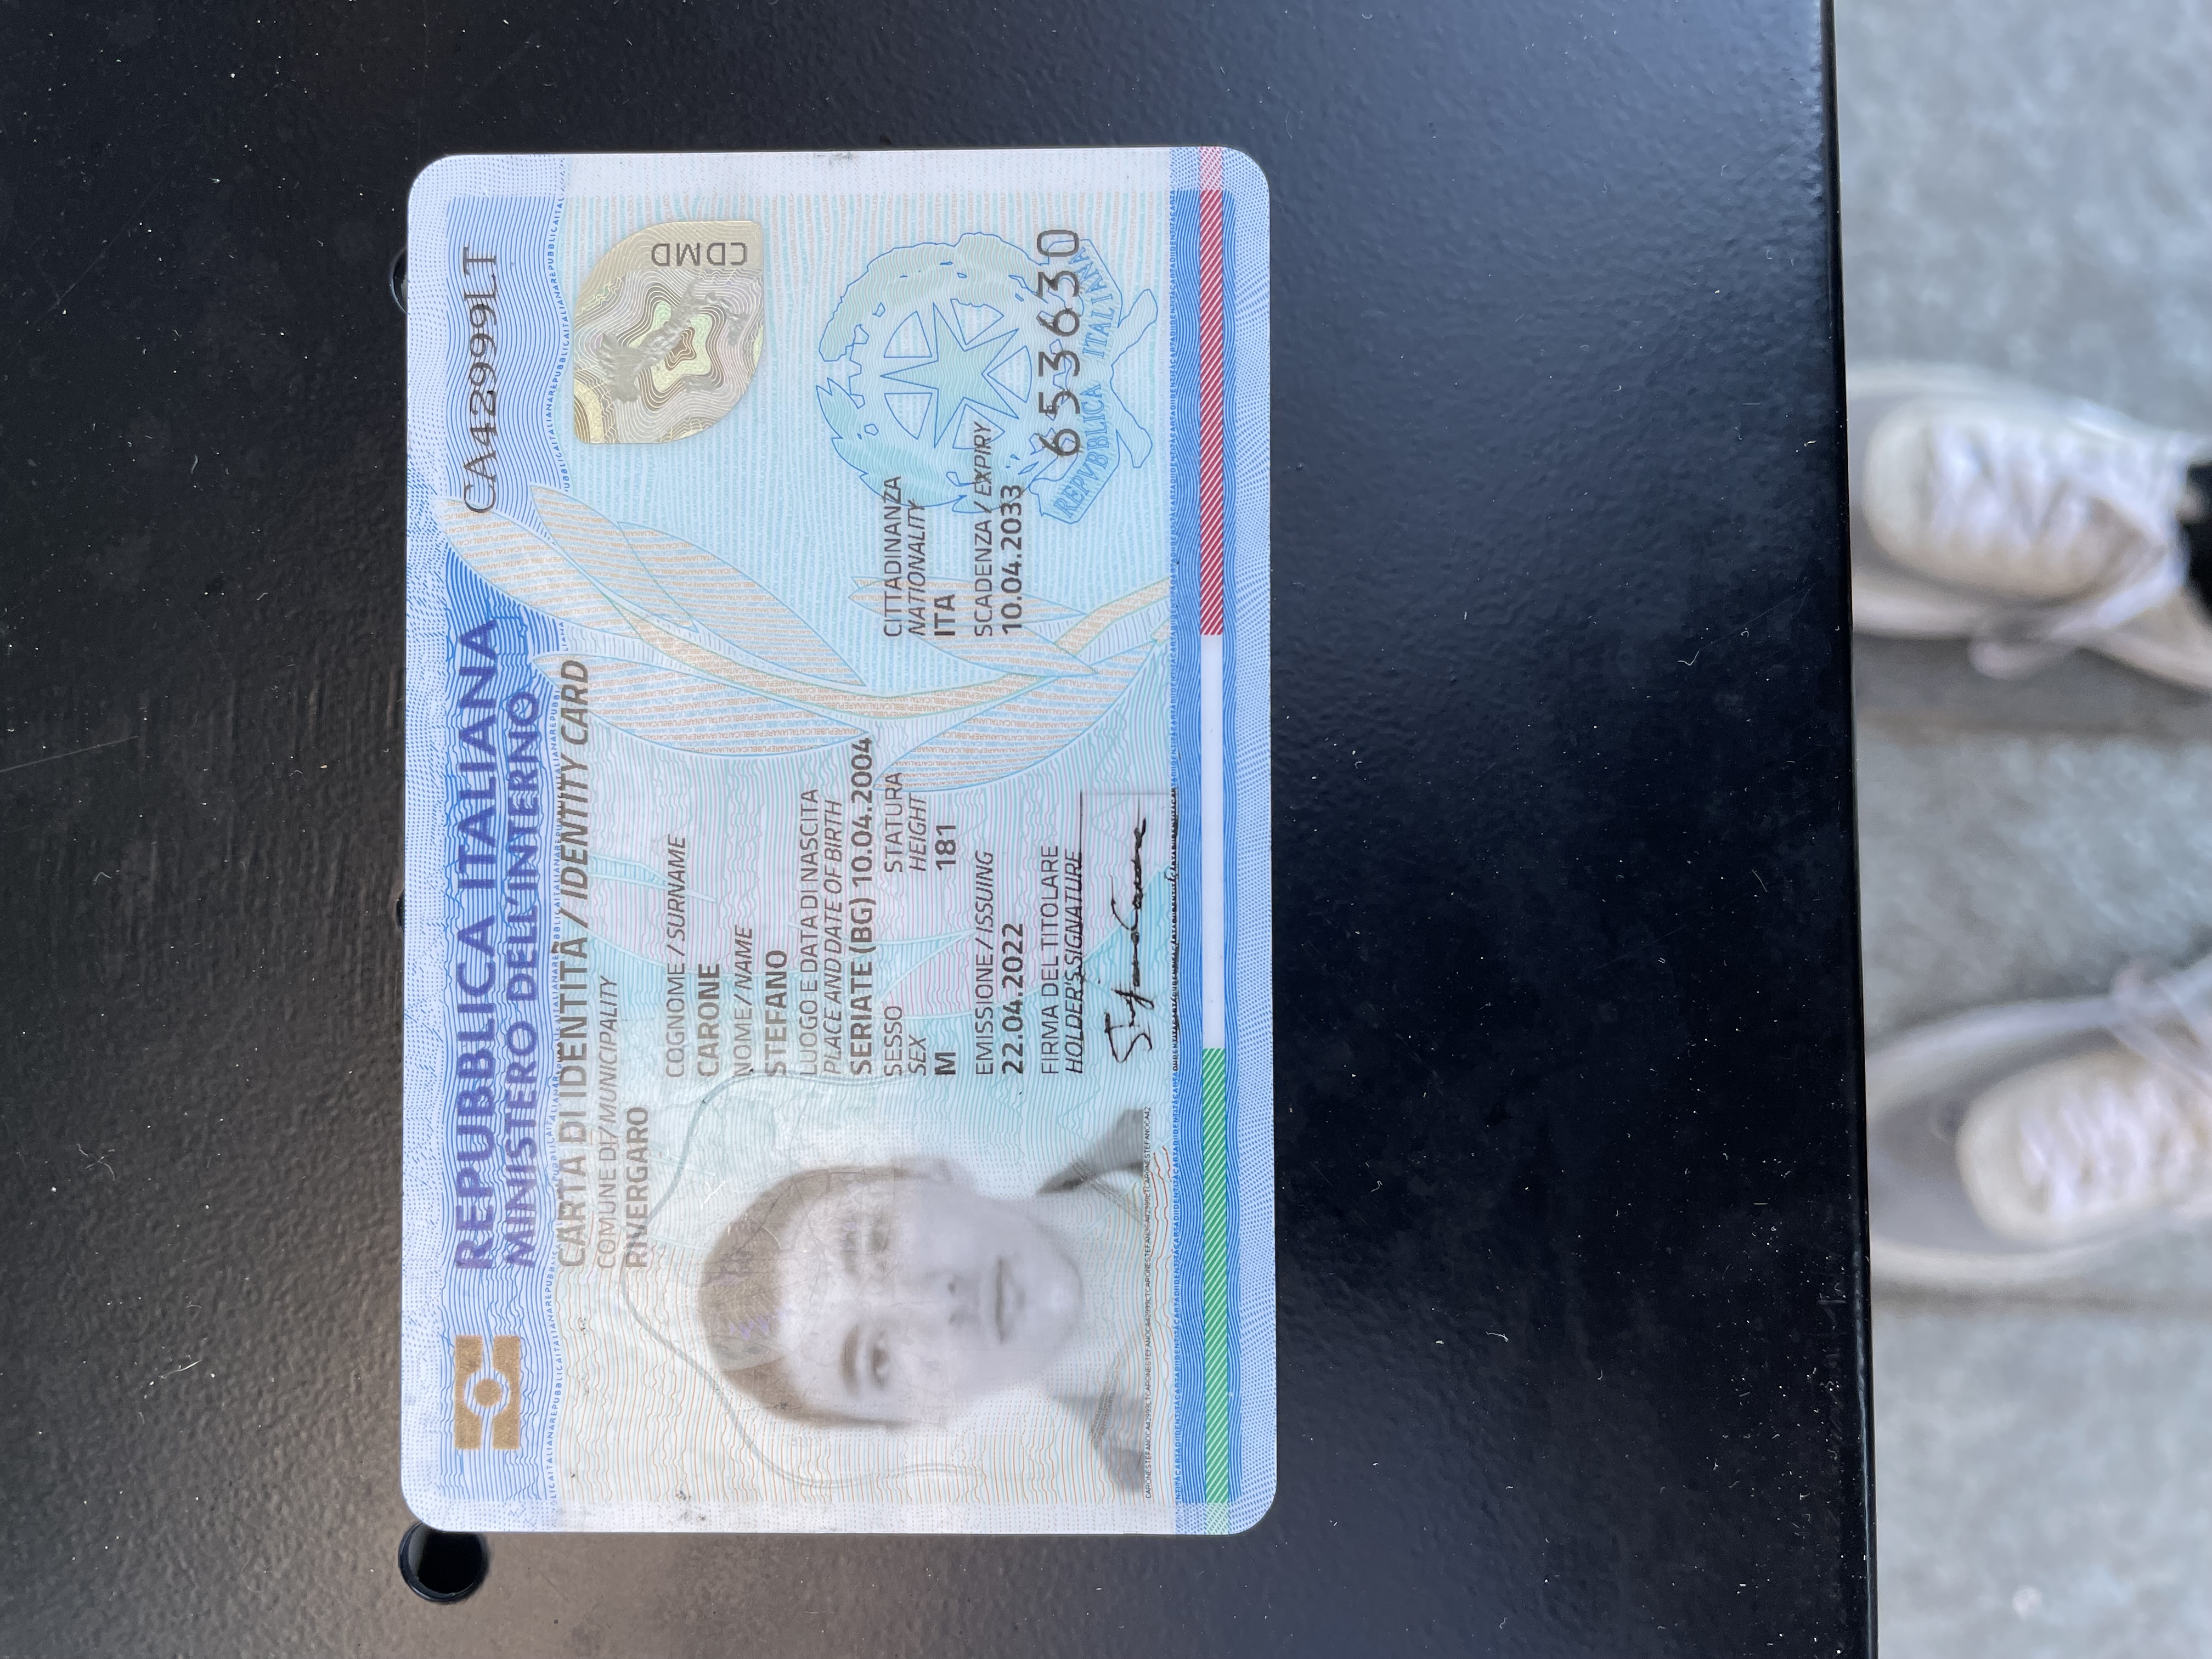 REPUBBLICA ITALIANA
CA42999LT
MINISTERO DELL'INTERNO
CARTA DI IDENTITÀ / IDENTITY CARD
COMUNE DI / MUNICIPALITY
RIVERGARO
COGNOME / SURNAME
CARONE
NOME / NAME
STEFANO
CDMD
LUOGO E DATA DI NASCITA
PLACE AND DATE OF BIRTH
SERIATE (BG) 10.04.2004
SESSO STATURA CITTADINANZA
SEX HEIGHT NATIONALITY
M 181 ITA
EMISSIONE / ISSUING SCADENZA / EXPIRY
22.04.2022 10.04.2033
FIRMA DEL TITOLARE
HOLDER'S SIGNATURE
653630
REPVBBLICA ITALIANA
Stefano Carone
CARONESTEFANOCA42999LTCARONESTEFANOCA42999LTCARONESTEFANOCA42999LTCARONESTEFANOCA42